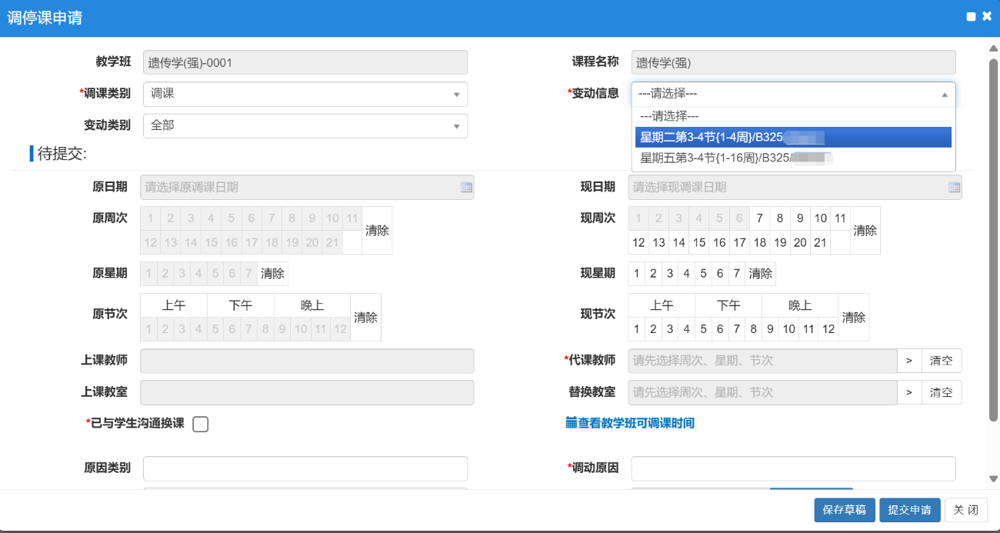 调停课申请
教学班 遗传学(强)-0001 课程名称 遗传学(强)
*调课类别 调课 *变动信息 ---请选择---
---请选择---
变动类别 全部 星期二第3-4节{1-4周}/B325
待提交: 星期五第3-4节{1-16周}/B325/
原日期 请选择原调课日期 现日期 请选择现调课日期
原周次 1 2 3 4 5 6 7 8 9 10 11 清除 现周次 1 2 3 4 5 6 7 8 9 10 11 清除
12 13 14 15 16 17 18 19 20 21 12 13 14 15 16 17 18 19 20 21
原星期 1 2 3 4 5 6 7 清除 现星期 1 2 3 4 5 6 7 清除
原节次 上午 下午 晚上 清除 现节次 上午 下午 晚上 清除
1 2 3 4 5 6 7 8 9 10 11 12 1 2 3 4 5 6 7 8 9 10 11 12
上课教师 *代课教师 请先选择周次、星期、节次 > 清空
上课教室 替换教室 请先选择周次、星期、节次 > 清空
*已与学生沟通换课 查看教学班可调课时间
原因类别 *调动原因
保存草稿 提交申请 关 闭